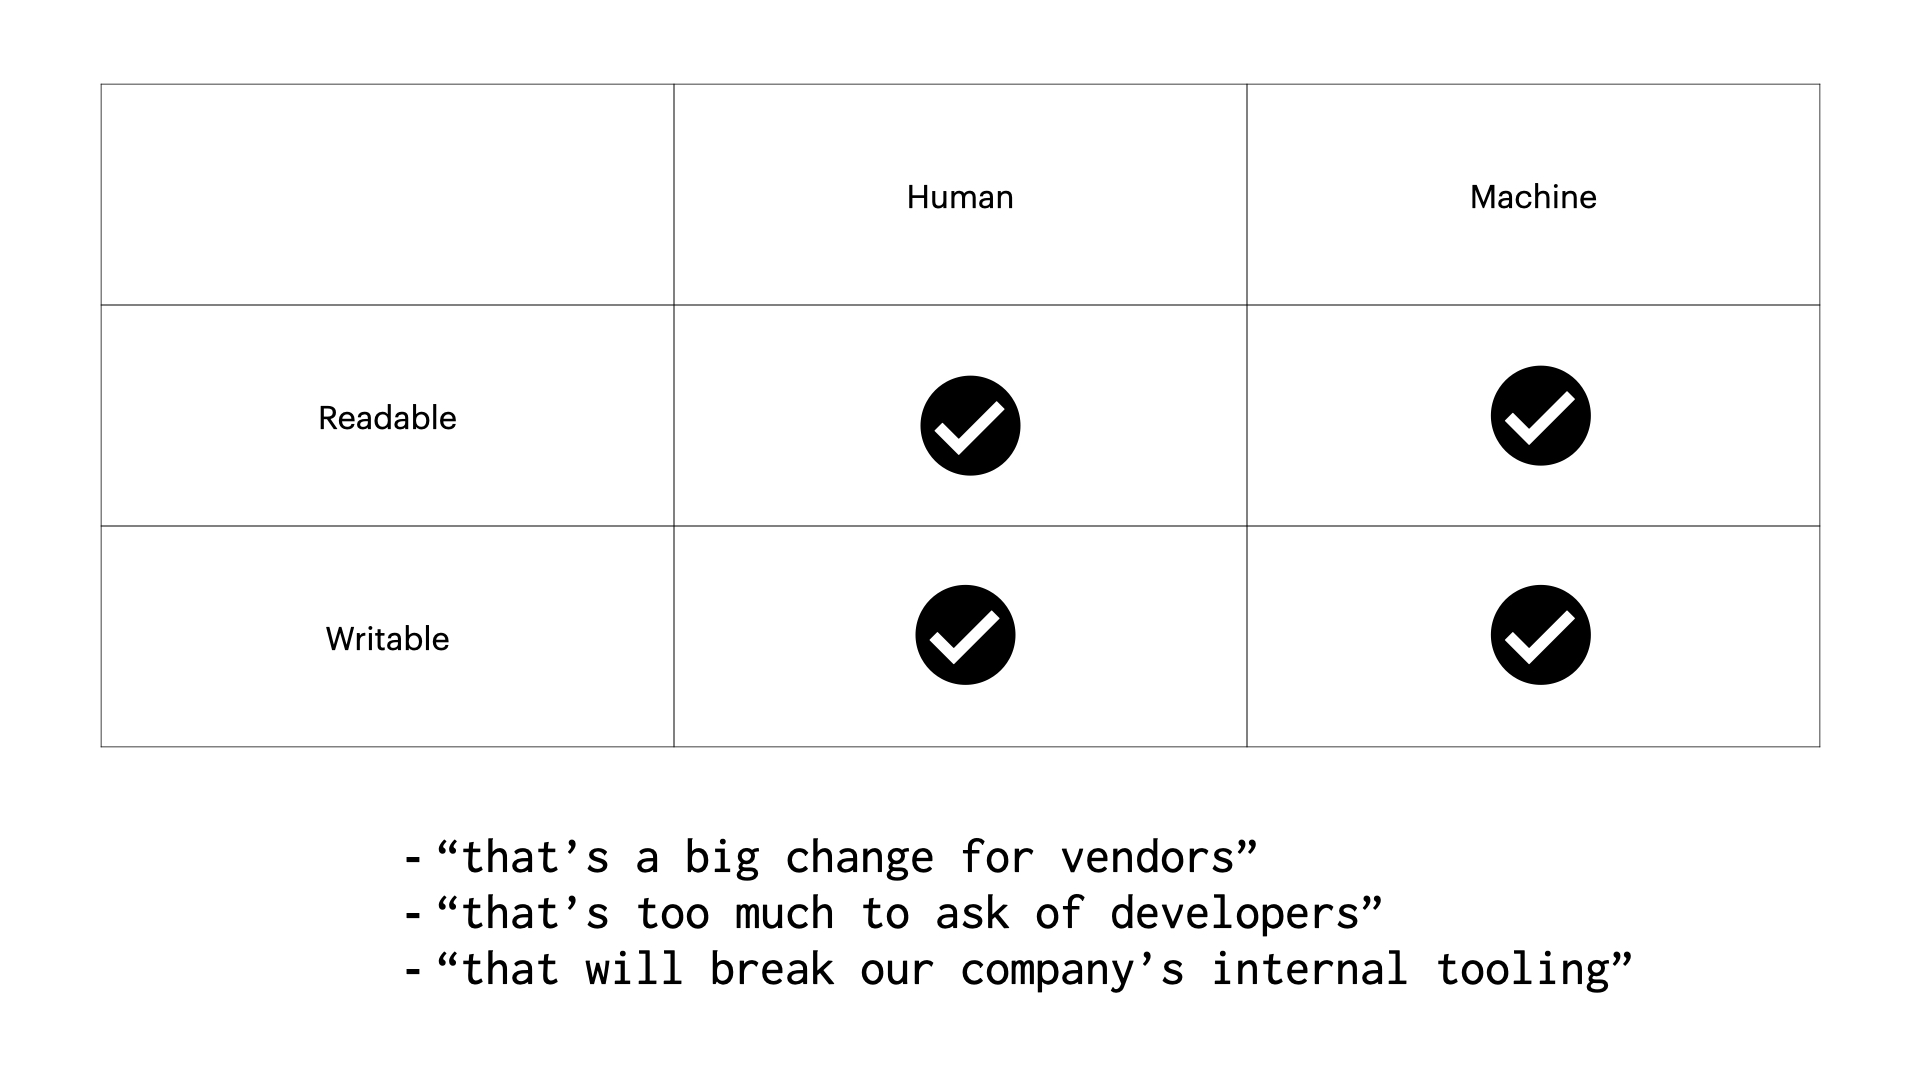 Human
Machine
Readable
Writable
- “that’s a big change for vendors”
- “that’s too much to ask of developers”
- “that will break our company’s internal tooling”